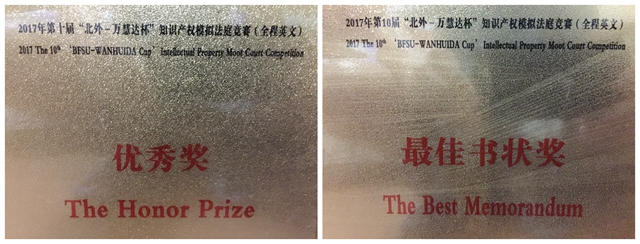 2017年第十届“北外-万慧达杯”知识产权模拟法庭竞赛(全程英文)
2017 The 10th ‘BFSU-WANHUIDA Cup’ Intellectual Property Moot Court Competition
优秀奖
The Honor Prize
2017年第10届“北外-万慧达杯”知识产权模拟法庭竞赛(全程英文)
2017 The 10th ‘BFSU-WANHUIDA Cup’ Intellectual Property Moot Court Competition
最佳书状奖
The Best Memorandum